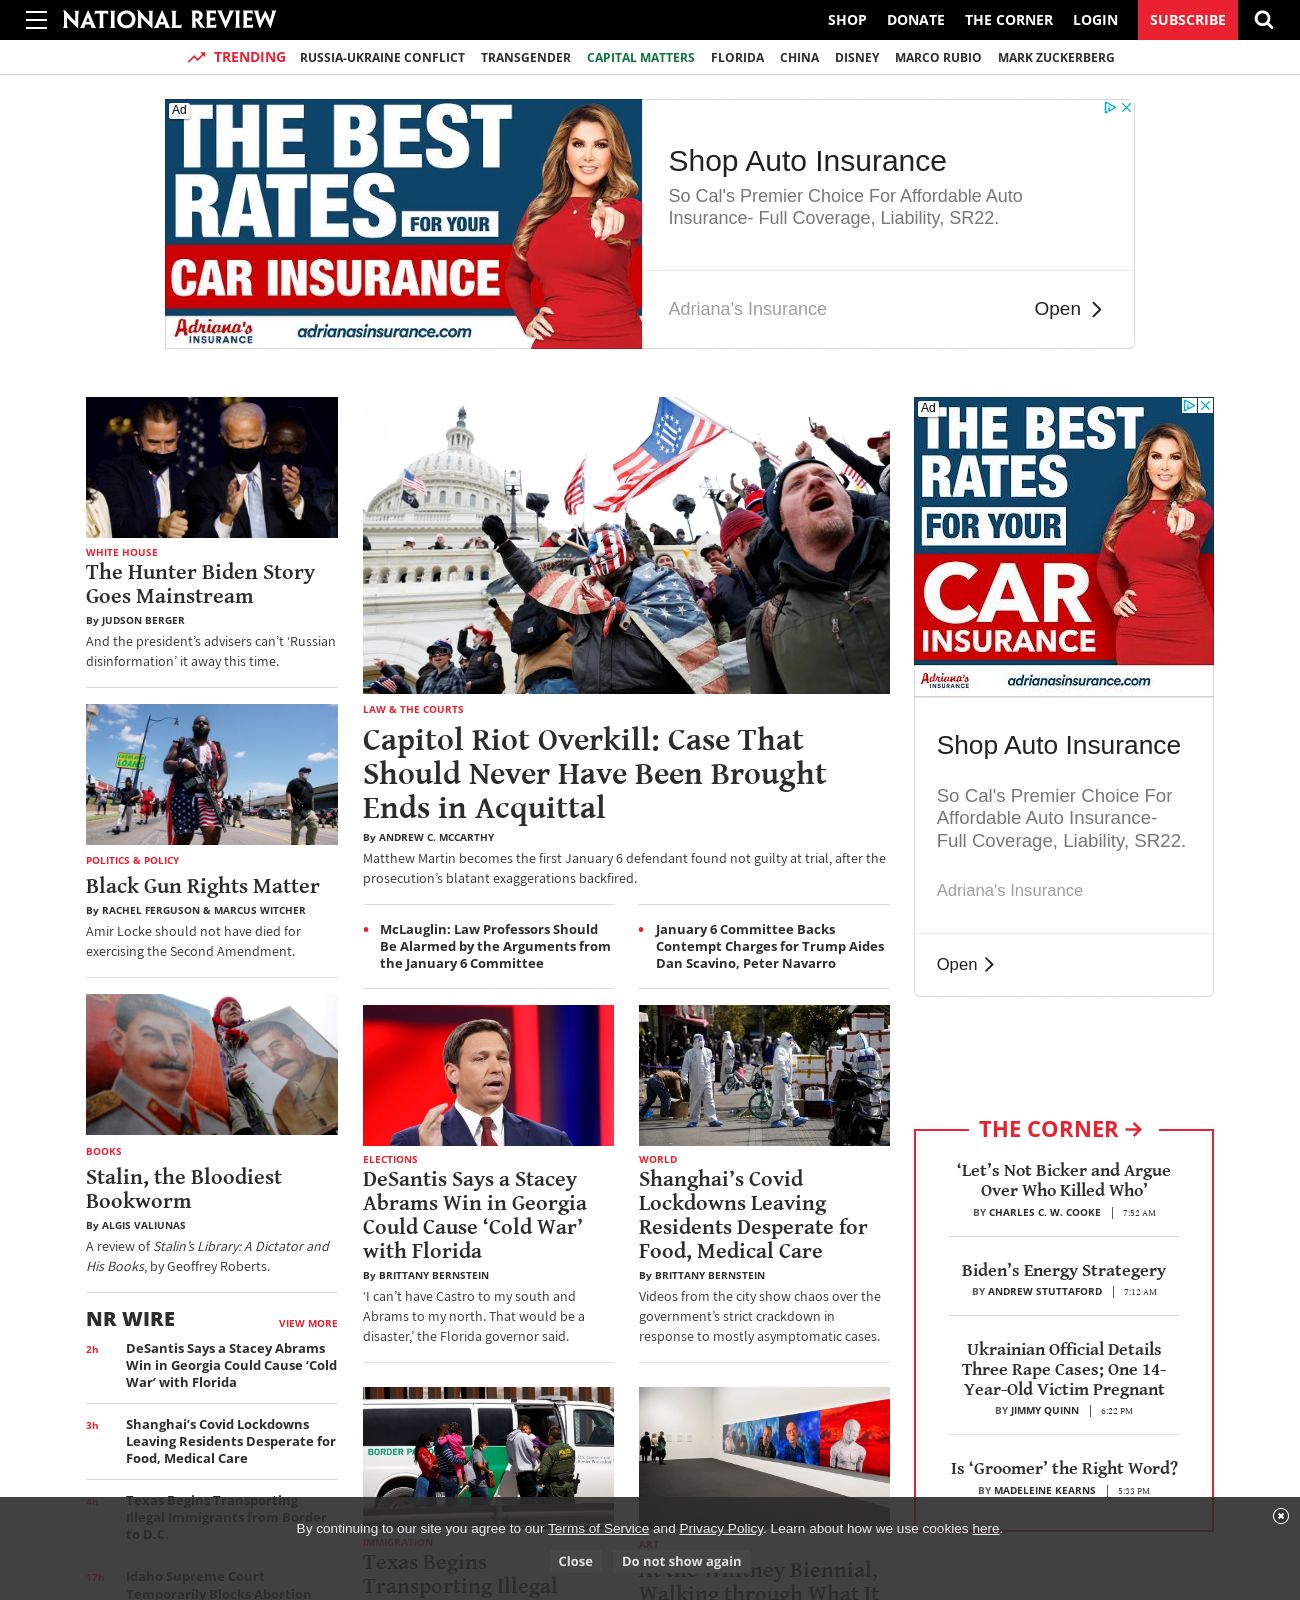 NATIONAL REVIEW
SHOP DONATE THE CORNER LOGIN SUBSCRIBE
TRENDING RUSSIA-UKRAINE CONFLICT TRANSGENDER CAPITAL MATTERS FLORIDA CHINA DISNEY MARCO RUBIO MARK ZUCKERBERG
Ad
THE BEST
RATES FOR YOUR
CAR INSURANCE
Adriana's
INSURANCE
adrianasinsurance.com
Shop Auto Insurance
So Cal's Premier Choice For Affordable Auto
Insurance- Full Coverage, Liability, SR22.
Adriana's Insurance
Open
WHITE HOUSE
The Hunter Biden Story
Goes Mainstream
By JUDSON BERGER
And the president’s advisers can’t ‘Russian
disinformation’ it away this time.
POLITICS & POLICY
Black Gun Rights Matter
By RACHEL FERGUSON & MARCUS WITCHER
Amir Locke should not have died for
exercising the Second Amendment.
BOOKS
Stalin, the Bloodiest
Bookworm
By ALGIS VALIUNAS
A review of Stalin’s Library: A Dictator and
His Books, by Geoffrey Roberts.
NR WIRE
VIEW MORE
2h
DeSantis Says a Stacey Abrams
Win in Georgia Could Cause ‘Cold
War’ with Florida
3h
Shanghai’s Covid Lockdowns
Leaving Residents Desperate for
Food, Medical Care
4h
Texas Begins Transporting
Illegal Immigrants from Border
to D.C.
17h
Idaho Supreme Court
Temporarily Blocks Abortion
LAW & THE COURTS
Capitol Riot Overkill: Case That
Should Never Have Been Brought
Ends in Acquittal
By ANDREW C. MCCARTHY
Matthew Martin becomes the first January 6 defendant found not guilty at trial, after the
prosecution’s blatant exaggerations backfired.
McLauglin: Law Professors Should
Be Alarmed by the Arguments from
the January 6 Committee
January 6 Committee Backs
Contempt Charges for Trump Aides
Dan Scavino, Peter Navarro
ELECTIONS
DeSantis Says a Stacey
Abrams Win in Georgia
Could Cause ‘Cold War’
with Florida
By BRITTANY BERNSTEIN
‘I can’t have Castro to my south and
Abrams to my north. That would be a
disaster,’ the Florida governor said.
WORLD
Shanghai’s Covid
Lockdowns Leaving
Residents Desperate for
Food, Medical Care
By BRITTANY BERNSTEIN
Videos from the city show chaos over the
government’s strict crackdown in
response to mostly asymptomatic cases.
BORDER PA
IMMIGRATION
Texas Begins
Transporting Illegal
ART
At the Whitney Biennial,
Walking through What It
Ad
THE BEST
RATES
FOR YOUR
CAR
INSURANCE
Adriana's
INSURANCE
adrianasinsurance.com
Shop Auto Insurance
So Cal's Premier Choice For
Affordable Auto Insurance-
Full Coverage, Liability, SR22.
Adriana's Insurance
Open
THE CORNER
‘Let’s Not Bicker and Argue
Over Who Killed Who’
BY CHARLES C. W. COOKE | 7:52 AM
Biden’s Energy Strategery
BY ANDREW STUTTAFORD | 7:12 AM
Ukrainian Official Details
Three Rape Cases; One 14-
Year-Old Victim Pregnant
BY JIMMY QUINN | 6:22 PM
Is ‘Groomer’ the Right Word?
BY MADELEINE KEARNS | 5:33 PM
By continuing to our site you agree to our Terms of Service and Privacy Policy. Learn about how we use cookies here.
Close Do not show again